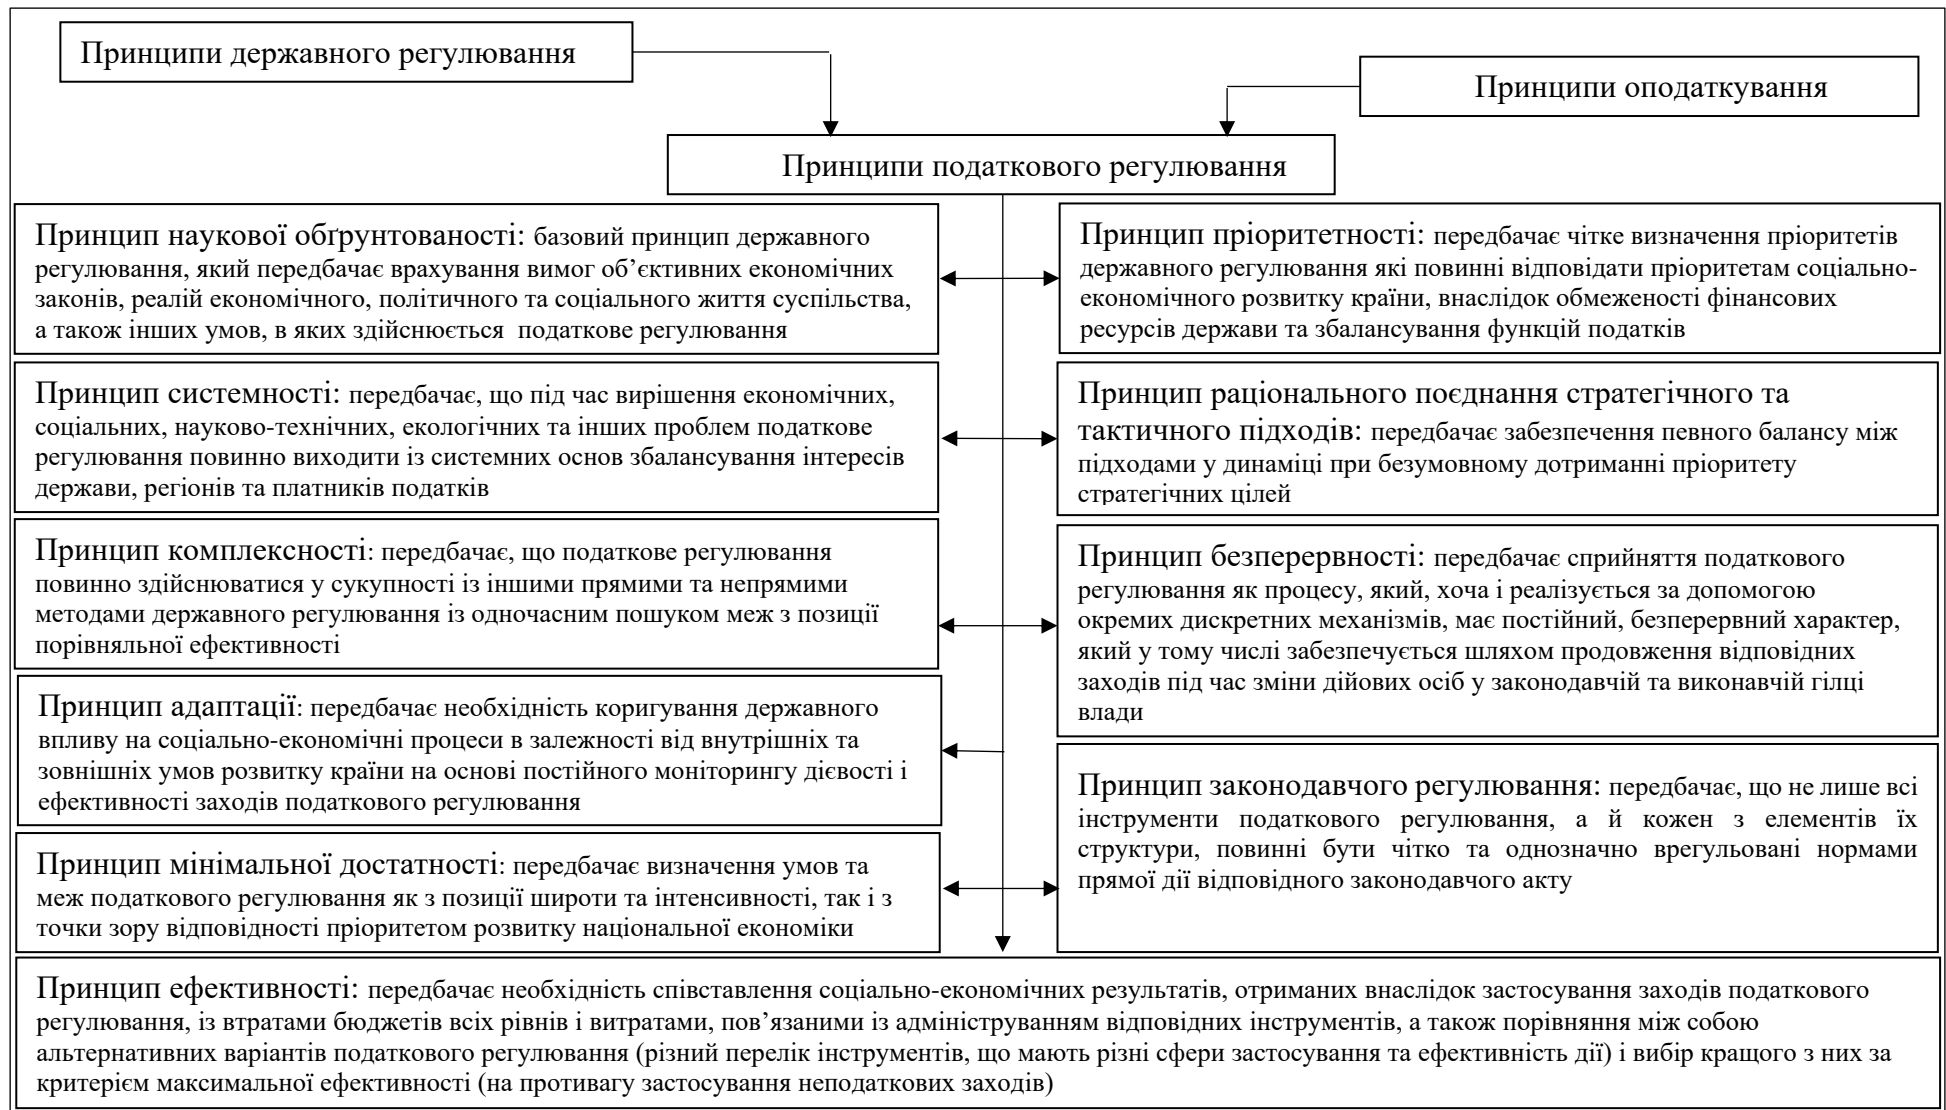 Принципи державного регулювання
Принципи оподаткування
Принципи податкового регулювання
Принцип наукової обґрунтованості: базовий принцип державного
регулювання, який передбачає врахування вимог об’єктивних економічних
законів, реалій економічного, політичного та соціального життя суспільства,
а також інших умов, в яких здійснюється податкове регулювання
Принцип пріоритетності: передбачає чітке визначення пріоритетів
державного регулювання які повинні відповідати пріоритетам соціально-
економічного розвитку країни, внаслідок обмеженості фінансових
ресурсів держави та збалансування функцій податків
Принцип системності: передбачає, що під час вирішення економічних,
соціальних, науково-технічних, екологічних та інших проблем податкове
регулювання повинно виходити із системних основ збалансування інтересів
держави, регіонів та платників податків
Принцип раціонального поєднання стратегічного та
тактичного підходів: передбачає забезпечення певного балансу між
підходами у динаміці при безумовному дотриманні пріоритету
стратегічних цілей
Принцип комплексності: передбачає, що податкове регулювання
повинно здійснюватися у сукупності із іншими прямими та непрямими
методами державного регулювання із одночасним пошуком меж з позиції
порівняльної ефективності
Принцип безперервності: передбачає сприйняття податкового
регулювання як процесу, який, хоча і реалізується за допомогою
окремих дискретних механізмів, має постійний, безперервний характер,
який у тому числі забезпечується шляхом продовження відповідних
заходів під час зміни дійових осіб у законодавчій та виконавчій гілці
влади
Принцип адаптації: передбачає необхідність коригування державного
впливу на соціально-економічні процеси в залежності від внутрішніх та
зовнішніх умов розвитку країни на основі постійного моніторингу дієвості і
ефективності заходів податкового регулювання
Принцип законодавчого регулювання: передбачає, що не лише всі
інструменти податкового регулювання, а й кожен з елементів їх
структури, повинні бути чітко та однозначно врегульовані нормами
прямої дії відповідного законодавчого акту
Принцип мінімальної достатності: передбачає визначення умов та
меж податкового регулювання як з позиції широти та інтенсивності, так і з
точки зору відповідності пріоритетом розвитку національної економіки
Принцип ефективності: передбачає необхідність співставлення соціально-економічних результатів, отриманих внаслідок застосування заходів податкового
регулювання, із втратами бюджетів всіх рівнів і витратами, пов’язаними із адмініструванням відповідних інструментів, а також порівняння між собою
альтернативних варіантів податкового регулювання (різний перелік інструментів, що мають різні сфери застосування та ефективність дії) і вибір кращого з них за
критерієм максимальної ефективності (на противагу застосування неподаткових заходів)